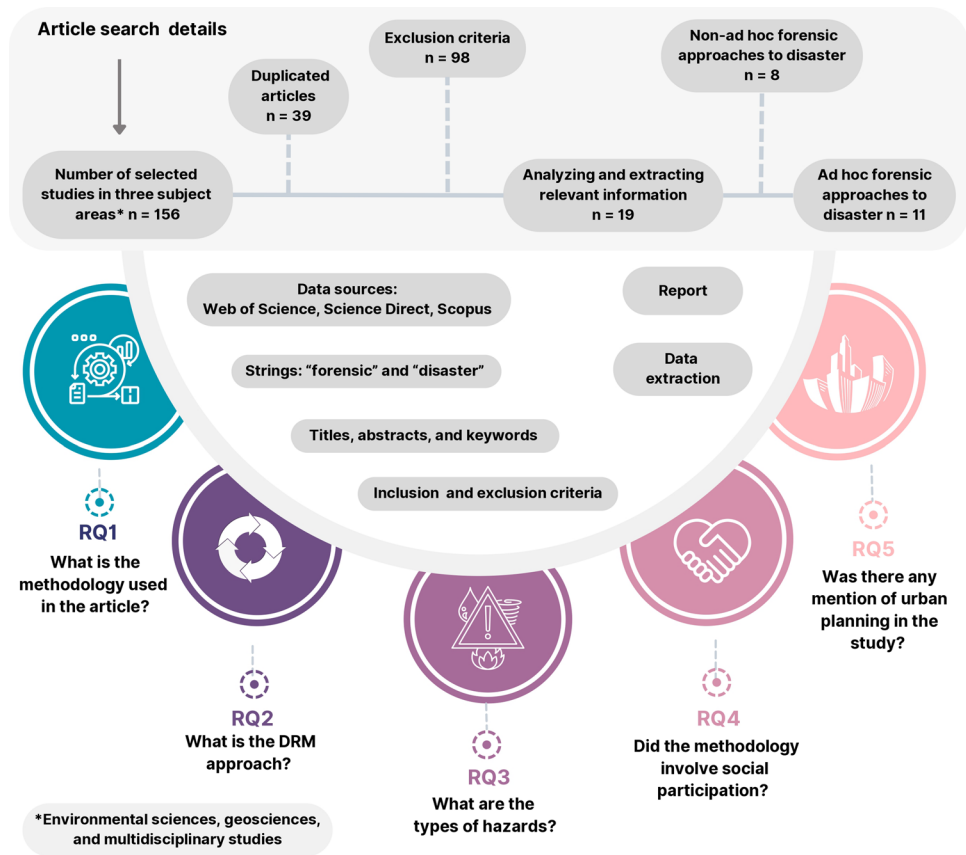 Article search details
Exclusion criteria
n = 98
Non-ad hoc forensic
approaches to disaster
n = 8
Duplicated
articles
n = 39
Number of selected
studies in three subject
areas* n = 156
Analyzing and extracting
relevant information
n = 19
Ad hoc forensic
approaches to
disaster n = 11
Data sources:
Web of Science, Science Direct, Scopus
Report
Strings: “forensic” and “disaster”
Data
extraction
Titles, abstracts, and keywords
Inclusion and exclusion criteria
RQ1
What is the
methodology used
in the article?
RQ2
What is the DRM
approach?
RQ3
What are the
types of hazards?
RQ4
Did the methodology
involve social
participation?
RQ5
Was there any
mention of urban
planning in the
study?
*Environmental sciences, geosciences,
and multidisciplinary studies